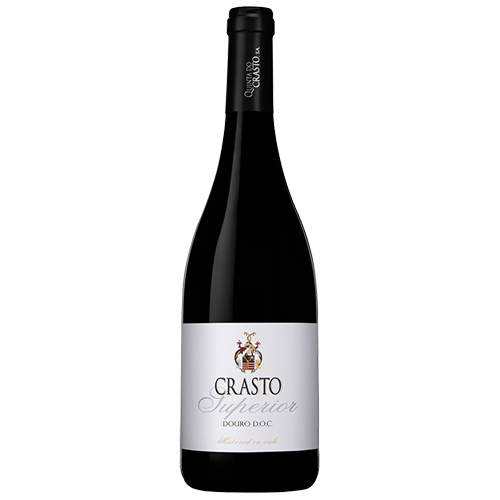 QUINTA DO
CRASTO, S.A.
CRASTO
Superior
DOURO D.O.C.
Matured in oak